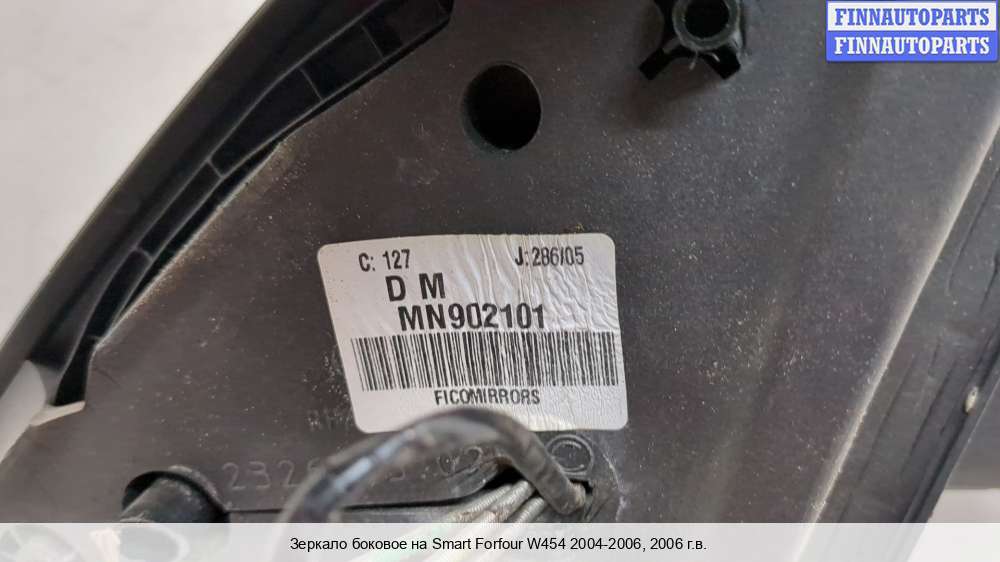 FINNAUTOPARTS
FINNAUTOPARTS
C: 127 J: 286/05
D M
MN902101
FICOMIRRORS
Зеркало боковое на Smart Forfour W454 2004-2006, 2006 г.в.